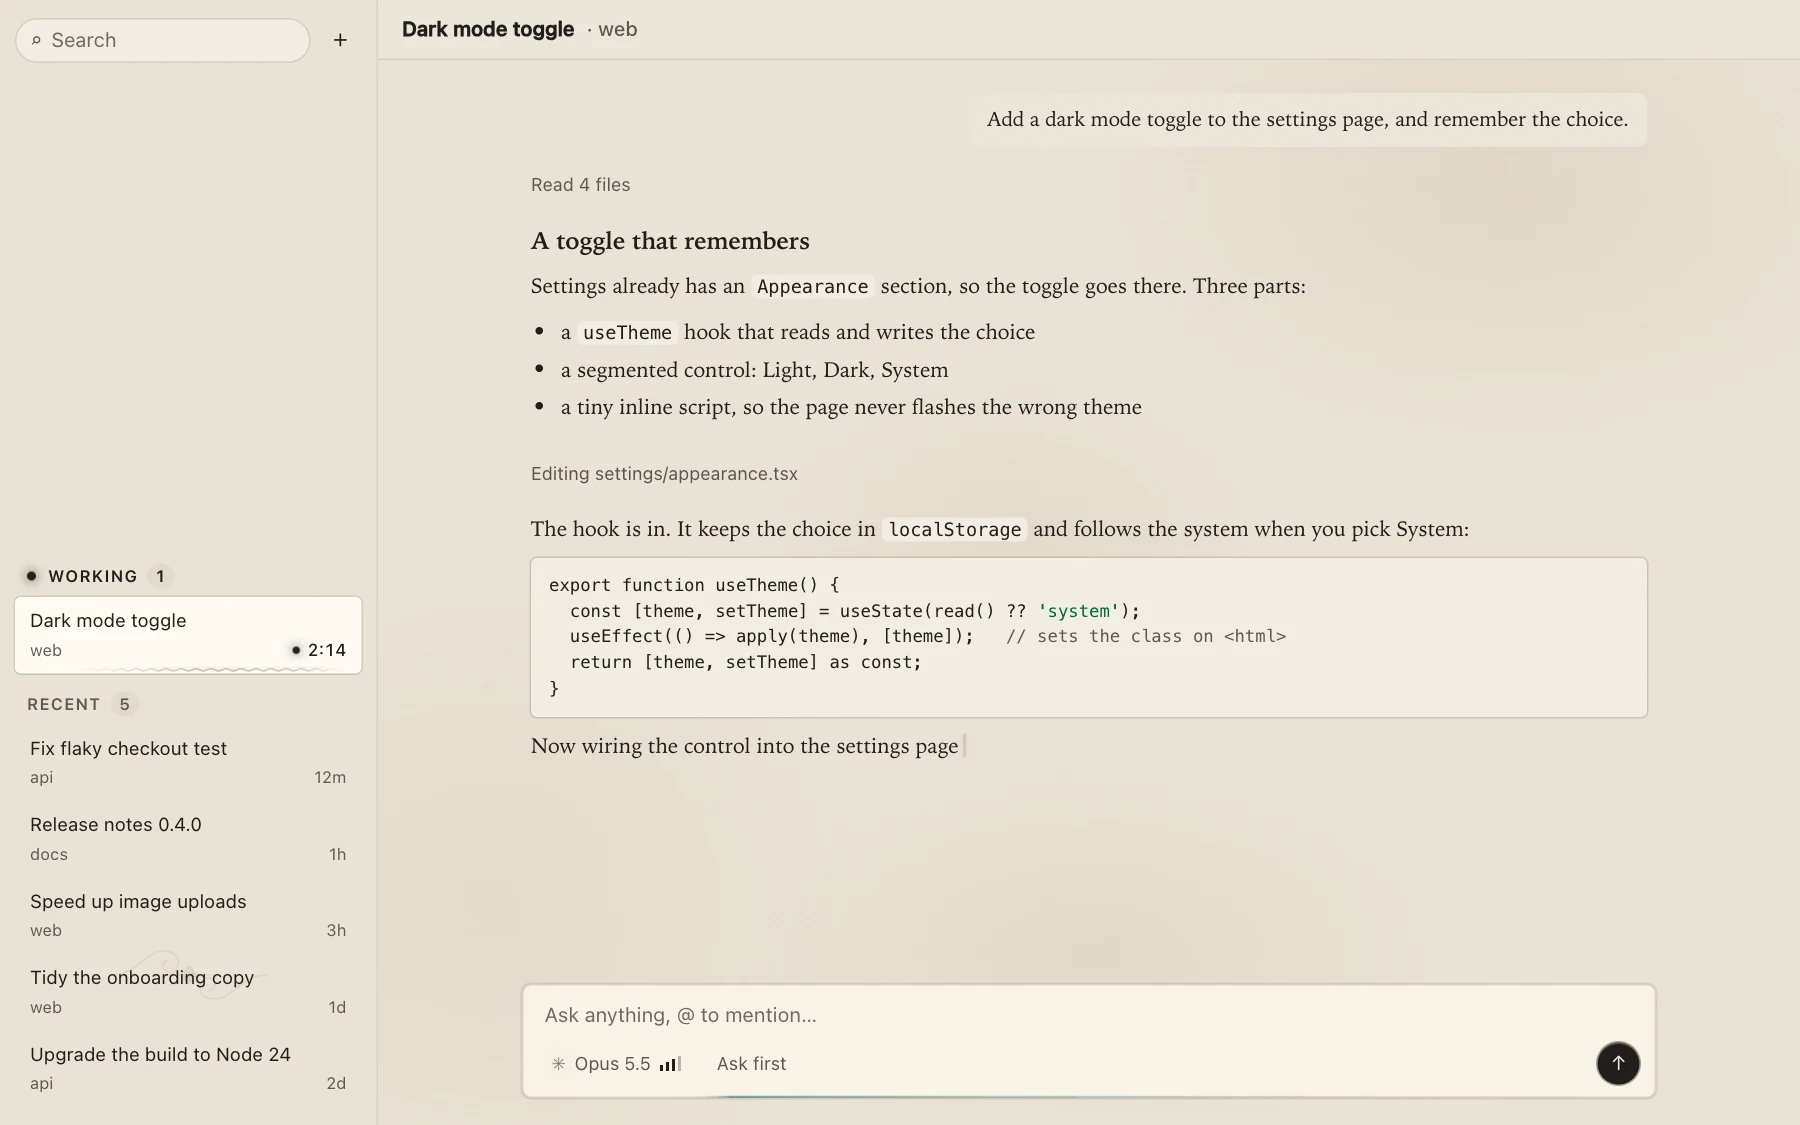 Search
+
WORKING 1
Dark mode toggle
web
2:14
RECENT 5
Fix flaky checkout test
api
12m
Release notes 0.4.0
docs
1h
Speed up image uploads
web
3h
Tidy the onboarding copy
web
1d
Upgrade the build to Node 24
api
2d
Dark mode toggle · web
Add a dark mode toggle to the settings page, and remember the choice.
Read 4 files
A toggle that remembers
Settings already has an Appearance section, so the toggle goes there. Three parts:
• a useTheme hook that reads and writes the choice
• a segmented control: Light, Dark, System
• a tiny inline script, so the page never flashes the wrong theme
Editing settings/appearance.tsx
The hook is in. It keeps the choice in localStorage and follows the system when you pick System:
export function useTheme() {
  const [theme, setTheme] = useState(read() ?? 'system');
  useEffect(() => apply(theme), [theme]);   // sets the class on <html>
  return [theme, setTheme] as const;
}
Now wiring the control into the settings page
Ask anything, @ to mention...
Opus 5.5
Ask first